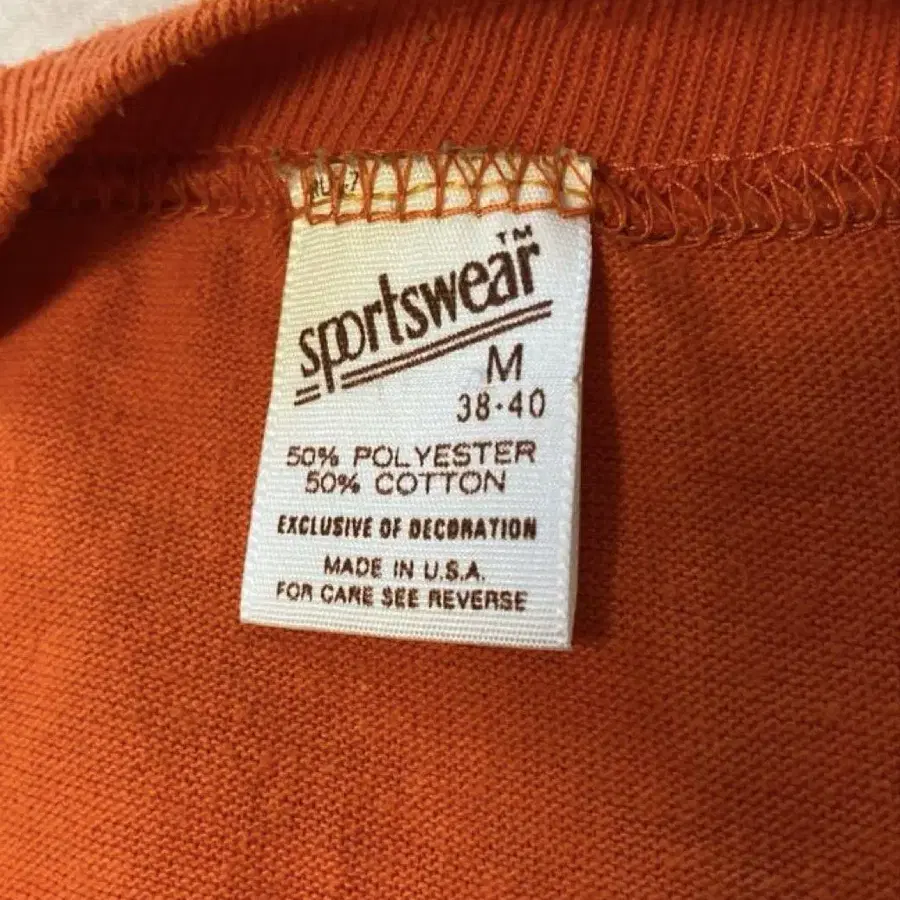 sportswear™
M
38-40
50% POLYESTER
50% COTTON
EXCLUSIVE OF DECORATION
MADE IN U.S.A.
FOR CARE SEE REVERSE